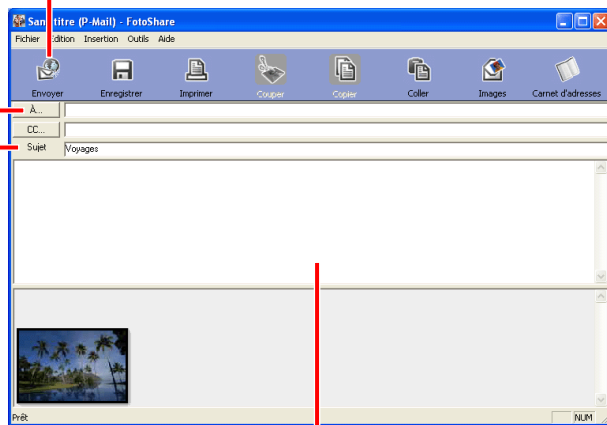 Sans titre (P-Mail) - FotoShare
Fichier Edition Insertion Outils Aide
Envoyer Enregistrer Imprimer Couper Copier Coller Images Carnet d'adresses
À...
CC...
Sujet Voyages
Prêt NUM